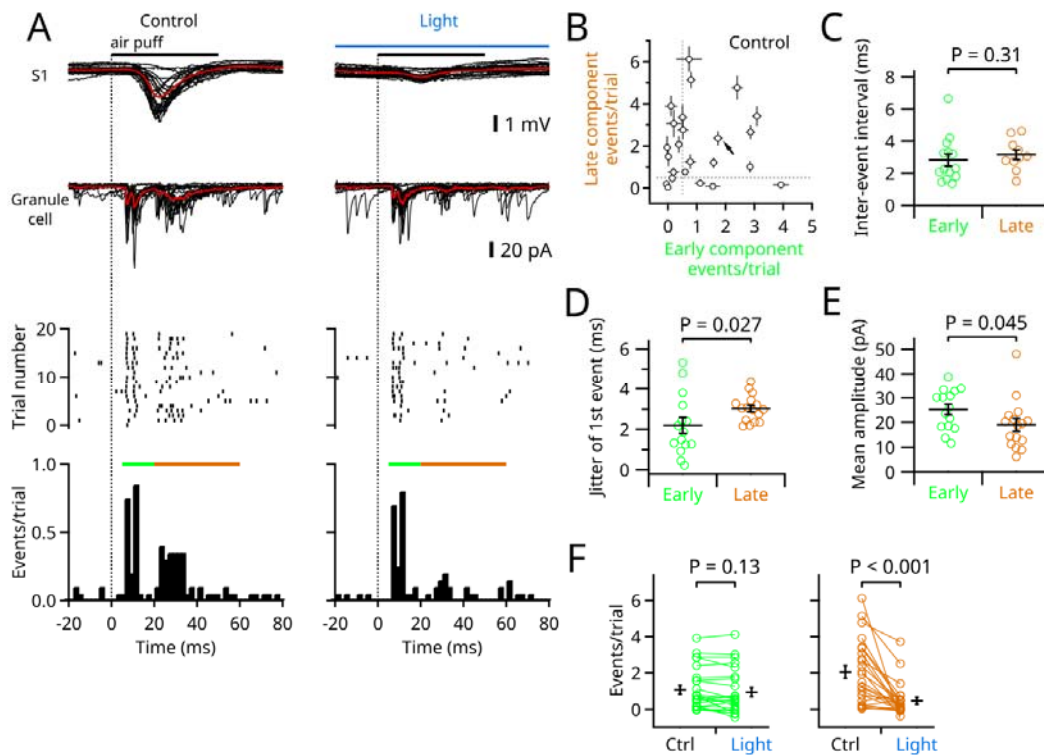 A
Control
Light
air puff
S1
1 mV
Granule
cell
20 pA
Trial number
20
10
0
Events/trial
1.0
0.5
0.0
-20 0 20 40 60 80
Time (ms)
-20 0 20 40 60 80
Time (ms)
B
Control
Late component
events/trial
6
4
2
0
0 1 2 3 4 5
Early component
events/trial
C
P = 0.31
Inter-event interval (ms)
8
6
4
2
0
Early Late
D
P = 0.027
Jitter of 1st event (ms)
6
4
2
0
Early Late
E
P = 0.045
Mean amplitude (pA)
50
40
30
20
10
0
Early Late
F
P = 0.13
P < 0.001
Events/trial
6
4
2
0
Ctrl Light
6
4
2
0
Ctrl Light